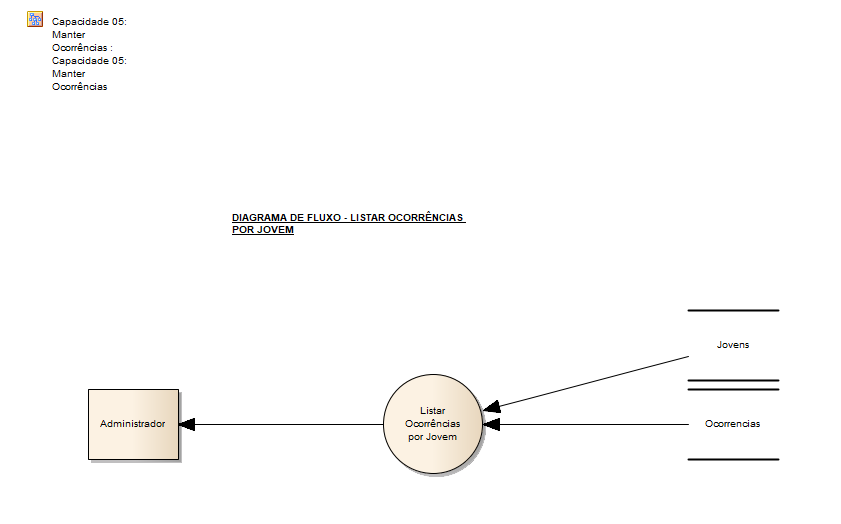 Capacidade 05:
Manter
Ocorrências :
Capacidade 05:
Manter
Ocorrências
DIAGRAMA DE FLUXO - LISTAR OCORRÊNCIAS
POR JOVEM
Jovens
Administrador
Listar
Ocorrências
por Jovem
Ocorrencias